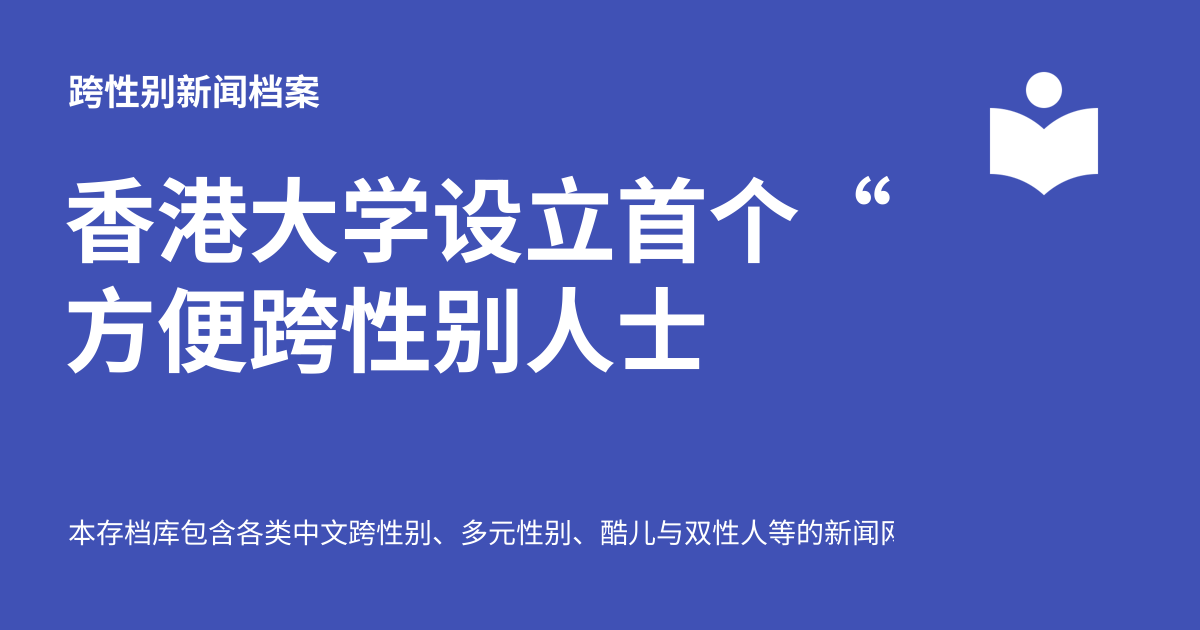 跨性别新闻档案
香港大学设立首个 “
方便跨性别人士
本存档库包含各类中文跨性别、多元性别、酷儿与双性人等的新闻